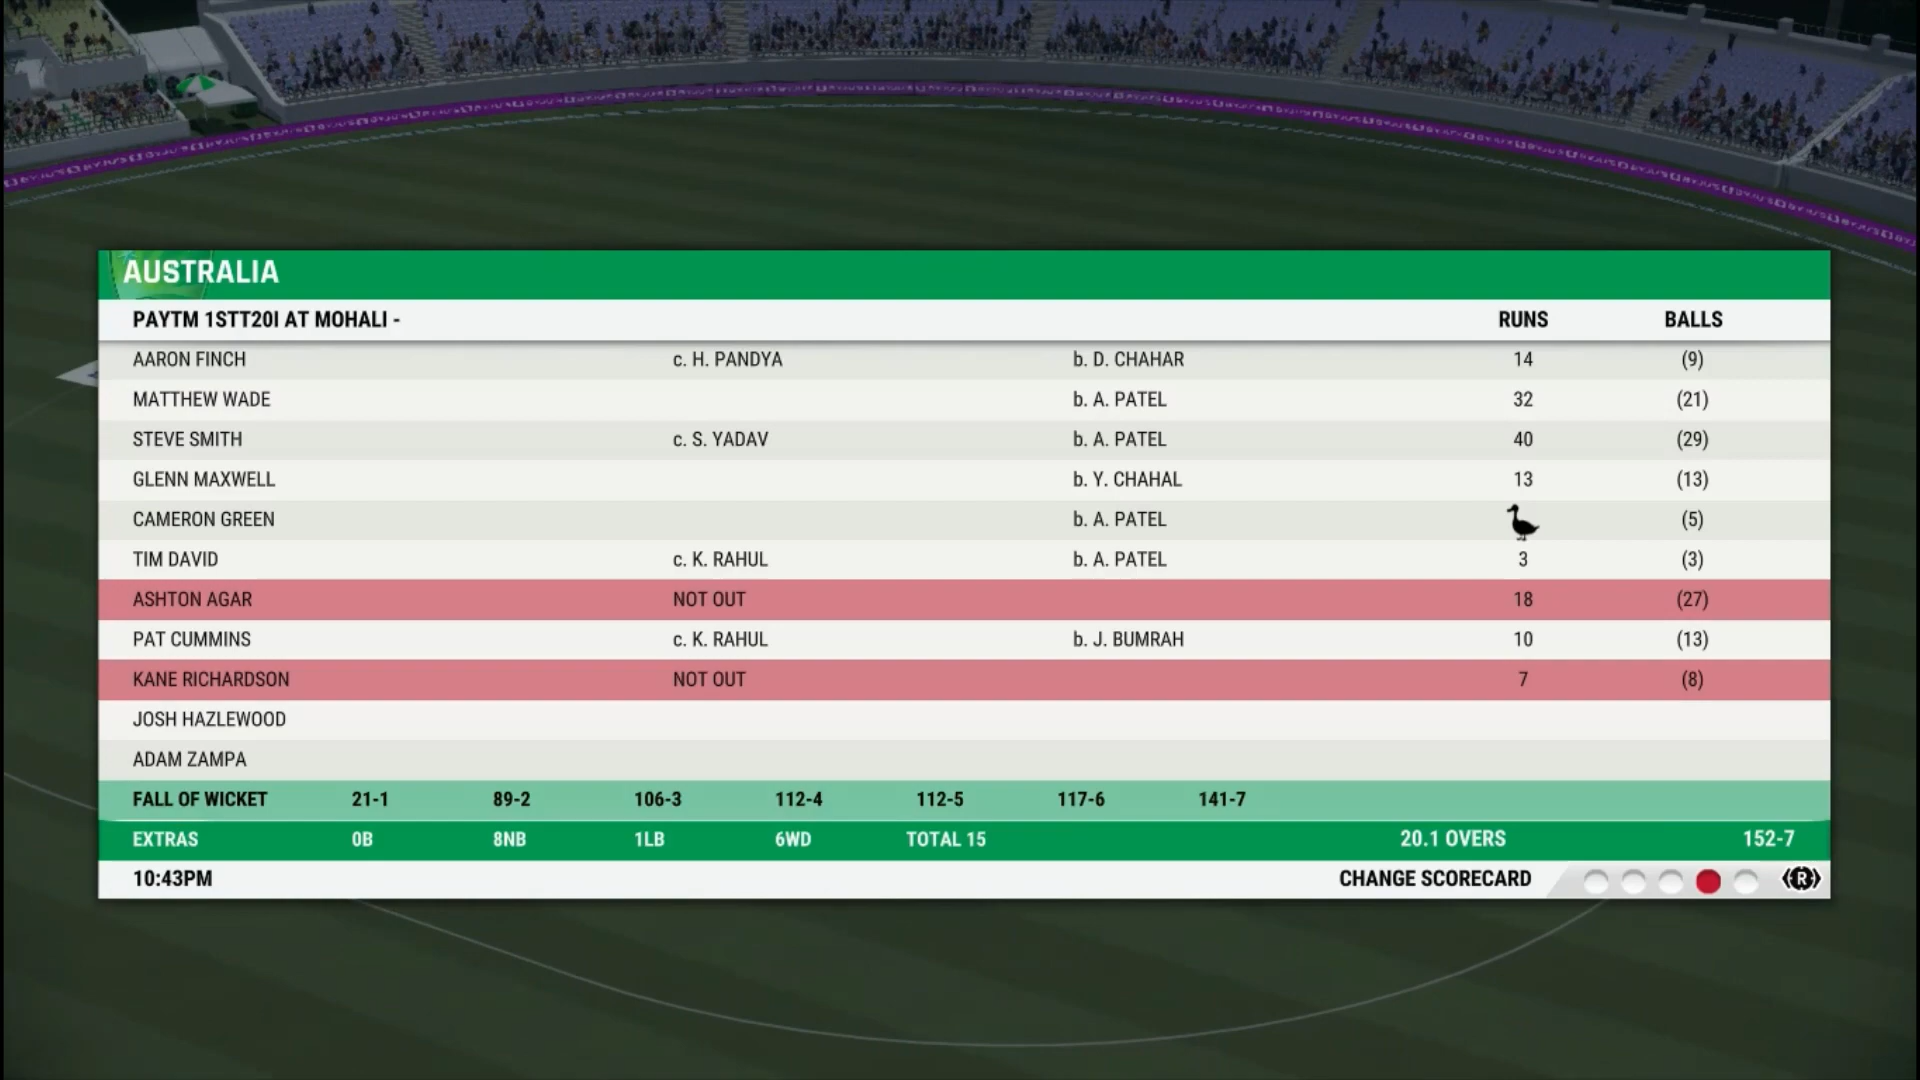 AUSTRALIA
PAYTM 1STT20I AT MOHALI - RUNS BALLS
AARON FINCH c. H. PANDYA b. D. CHAHAR 14 (9)
MATTHEW WADE b. A. PATEL 32 (21)
STEVE SMITH c. S. YADAV b. A. PATEL 40 (29)
GLENN MAXWELL b. Y. CHAHAL 13 (13)
CAMERON GREEN b. A. PATEL (5)
TIM DAVID c. K. RAHUL b. A. PATEL 3 (3)
ASHTON AGAR NOT OUT 18 (27)
PAT CUMMINS c. K. RAHUL b. J. BUMRAH 10 (13)
KANE RICHARDSON NOT OUT 7 (8)
JOSH HAZLEWOOD
ADAM ZAMPA
FALL OF WICKET 21-1 89-2 106-3 112-4 112-5 117-6 141-7
EXTRAS 0B 8NB 1LB 6WD TOTAL 15 20.1 OVERS 152-7
10:43PM CHANGE SCORECARD R